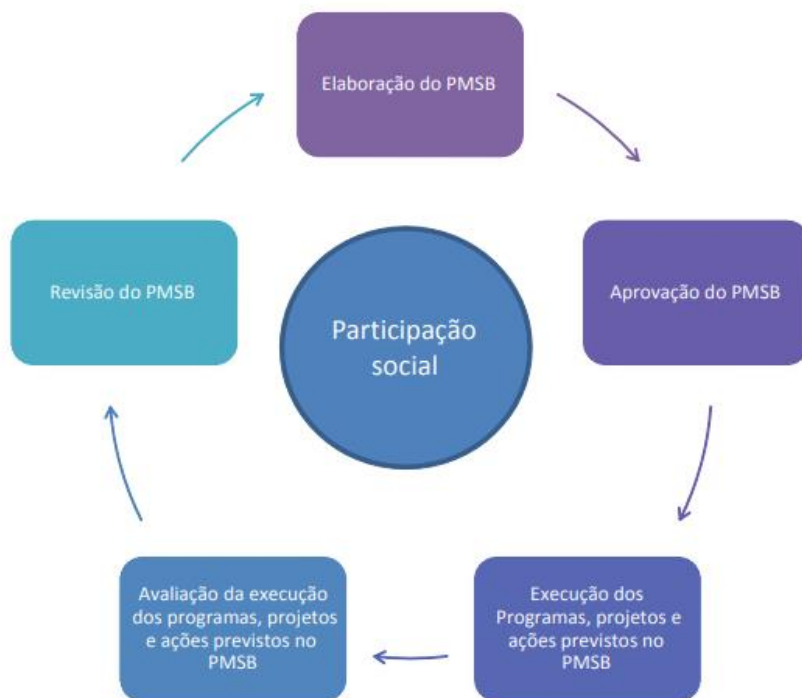 Elaboração do PMSB
Revisão do PMSB
Aprovação do PMSB
Participação
social
Avaliação da execução
dos programas, projetos
e ações previstos no
PMSB
Execução dos
Programas, projetos e
ações previstos no
PMSB